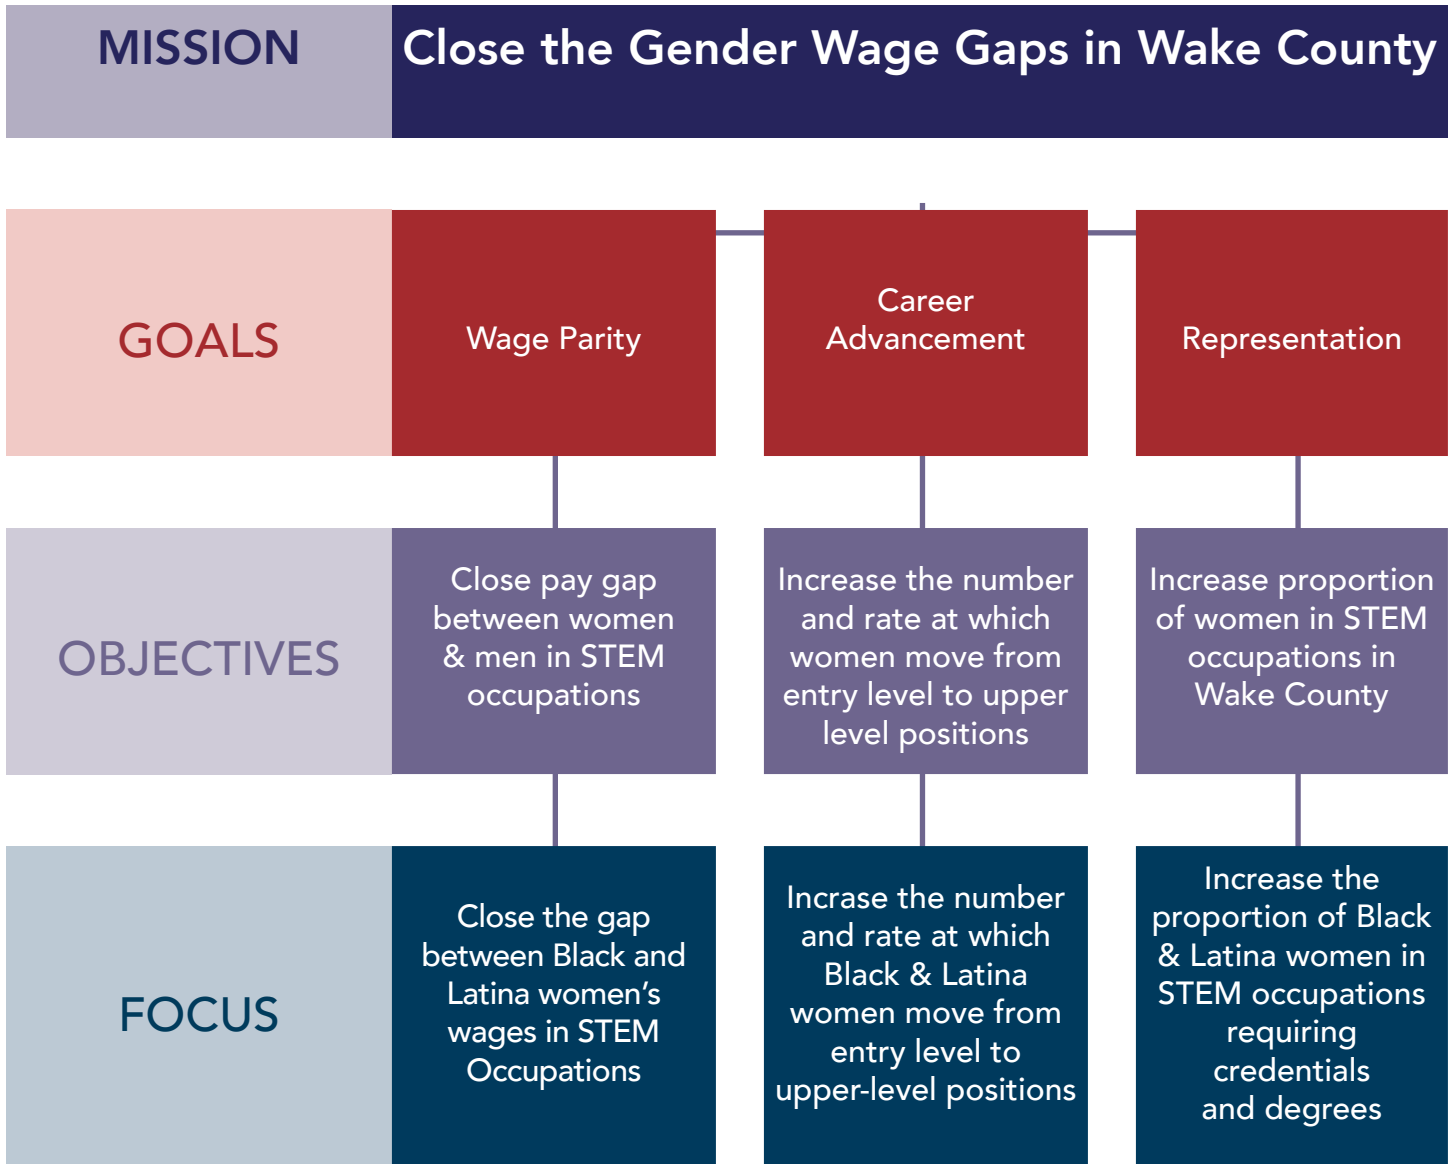 MISSION
Close the Gender Wage Gaps in Wake County
GOALS
Wage Parity
Career
Advancement
Representation
OBJECTIVES
Close pay gap
between women
& men in STEM
occupations
Increase the number
and rate at which
women move from
entry level to upper
level positions
Increase proportion
of women in STEM
occupations in
Wake County
FOCUS
Close the gap
between Black and
Latina women’s
wages in STEM
Occupations
Incrase the number
and rate at which
Black & Latina
women move from
entry level to
upper-level positions
Increase the
proportion of Black
& Latina women in
STEM occupations
requiring
credentials
and degrees